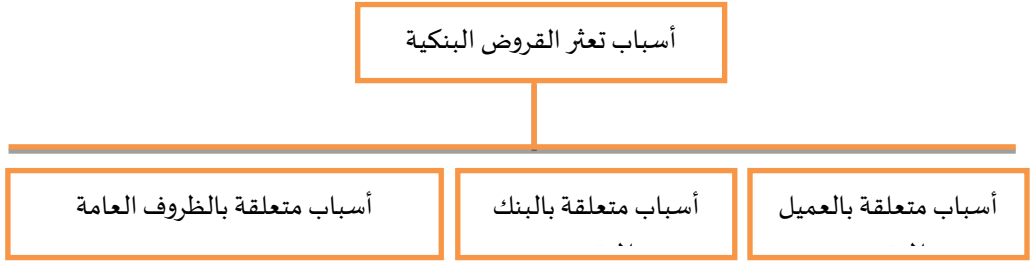 أسباب تعثر القروض البنكية
أسباب متعلقة بالعميل
أسباب متعلقة بالبنك
أسباب متعلقة بالظروف العامة